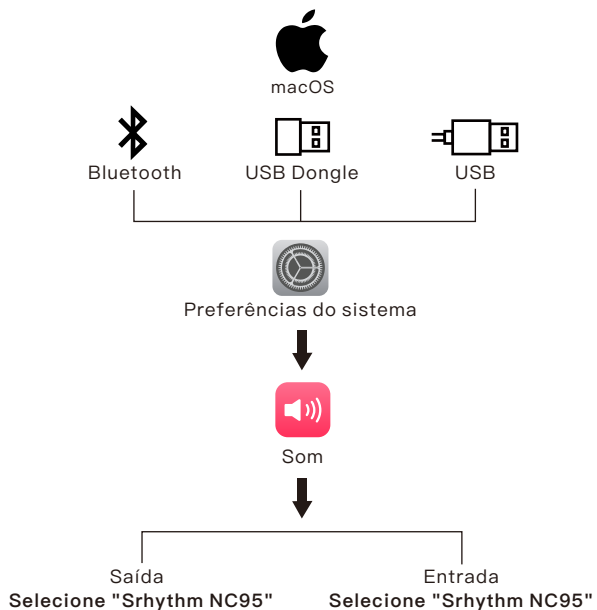 macOS
Bluetooth
USB Dongle
USB
Preferências do sistema
Som
Saída
Selecione "Srhythm NC95"
Entrada
Selecione "Srhythm NC95"